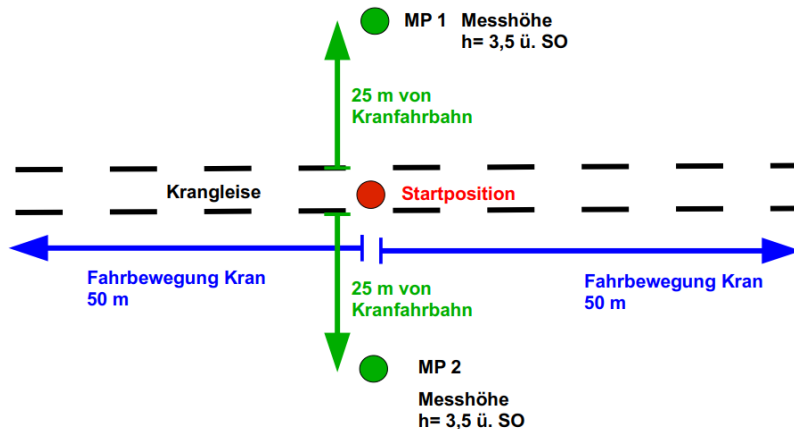 MP 1 Messhöhe
h= 3,5 ü. SO
25 m von
Kranfahrbahn
Krangleise
Startposition
Fahrbewegung Kran
50 m
Fahrbewegung Kran
50 m
25 m von
Kranfahrbahn
MP 2
Messhöhe
h= 3,5 ü. SO